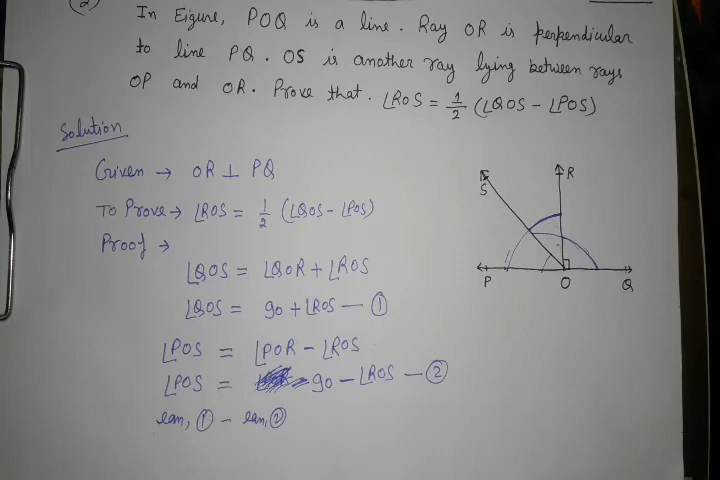 (2)
In Eigure, POQ is a line. Ray OR is perpendicular
to line PQ. OS is another ray lying between rays
OP and OR. Prove that. ∠ROS = 1/2 (∠QOS - ∠POS)
Solution
Given → OR ⊥ PQ
To Prove → ∠ROS = 1/2 (∠QOS - ∠POS)
Proof →
∠QOS = ∠QOR + ∠ROS
∠QOS = 90 + ∠ROS — ①
∠POS = ∠POR - ∠ROS
∠POS = 90 - ∠ROS — ②
eqn, ① - eqn, ②
S
R
P
O
Q